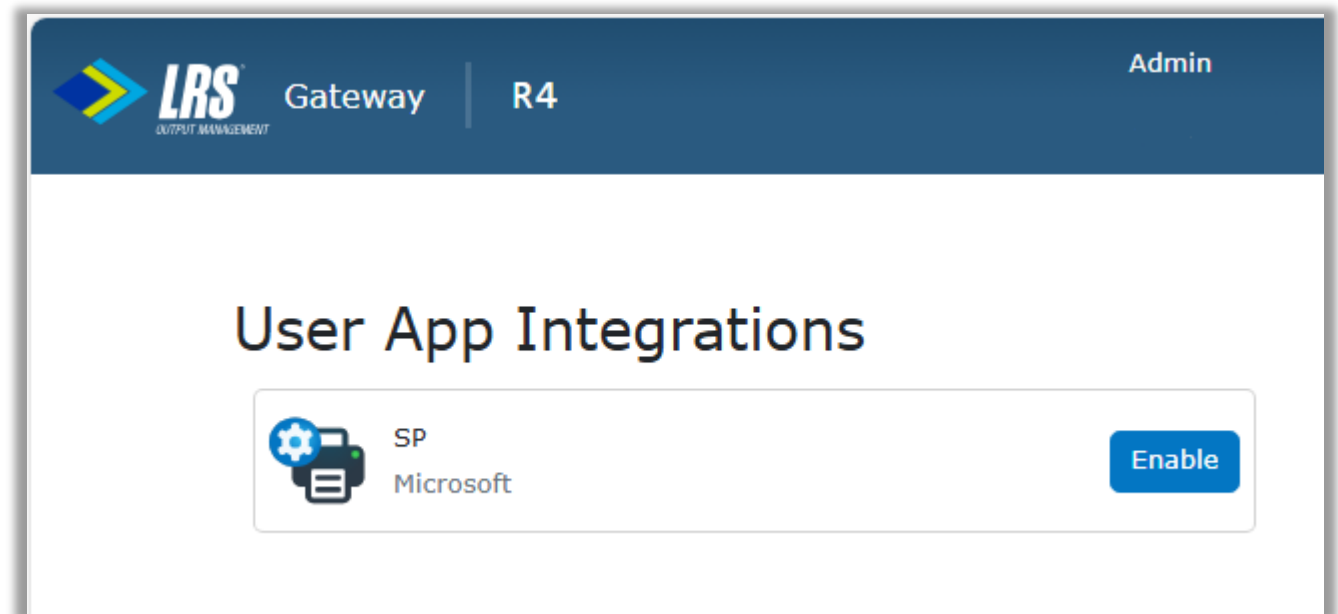 LRS
OUTPUT MANAGEMENT
Gateway
R4
Admin
User App Integrations
SP
Microsoft
Enable